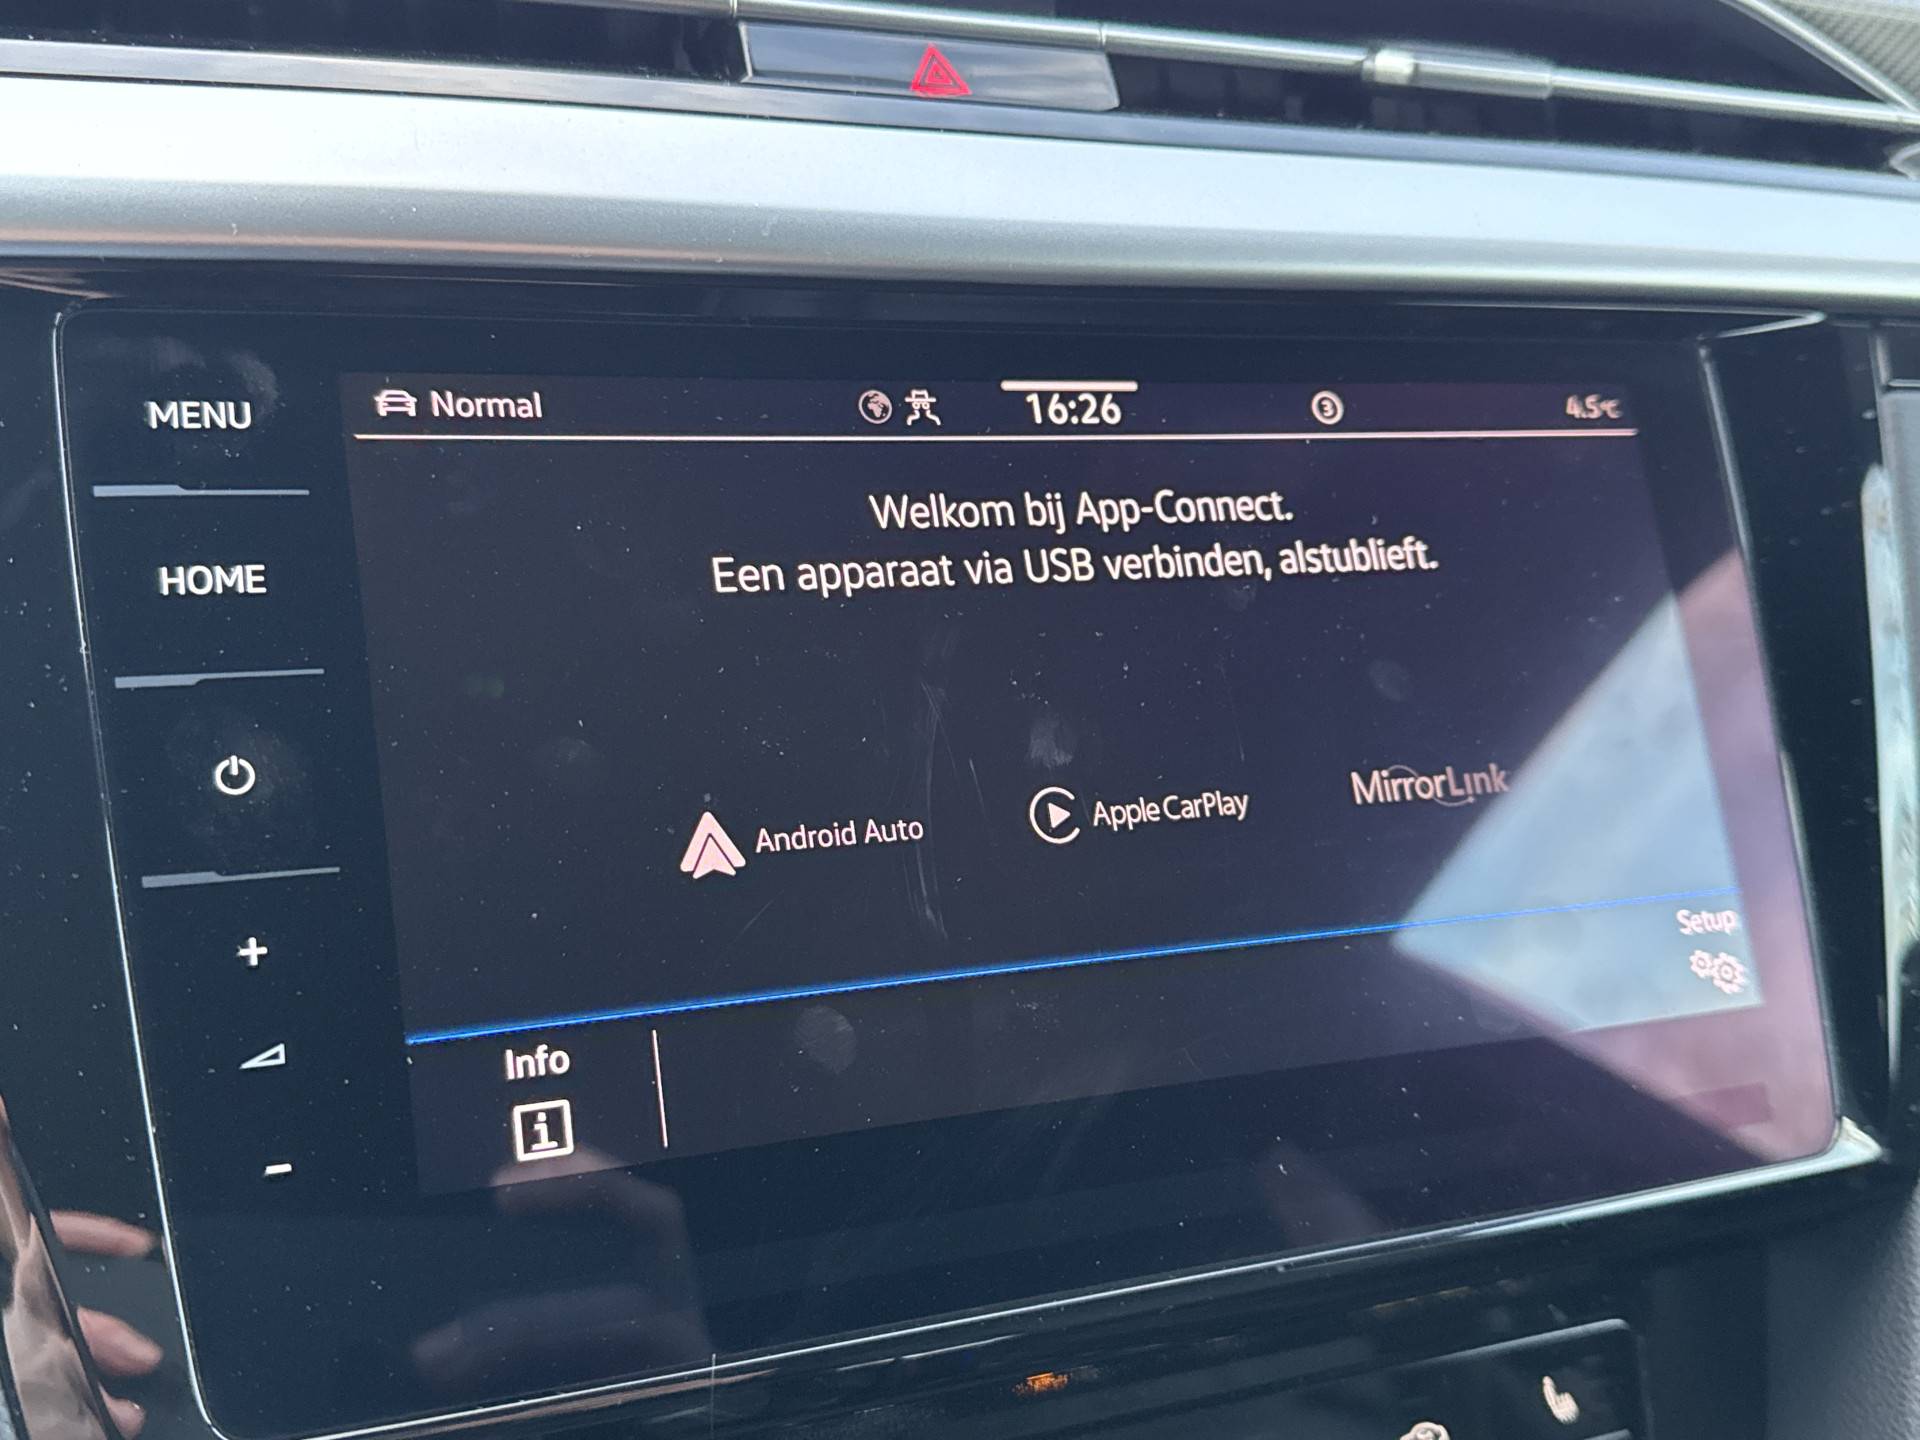 MENU
Normal
16:26
3
4.5°C
HOME
Welkom bij App-Connect.
Een apparaat via USB verbinden, alstublieft.
Android Auto
Apple CarPlay
MirrorLink
Setup
Info
i